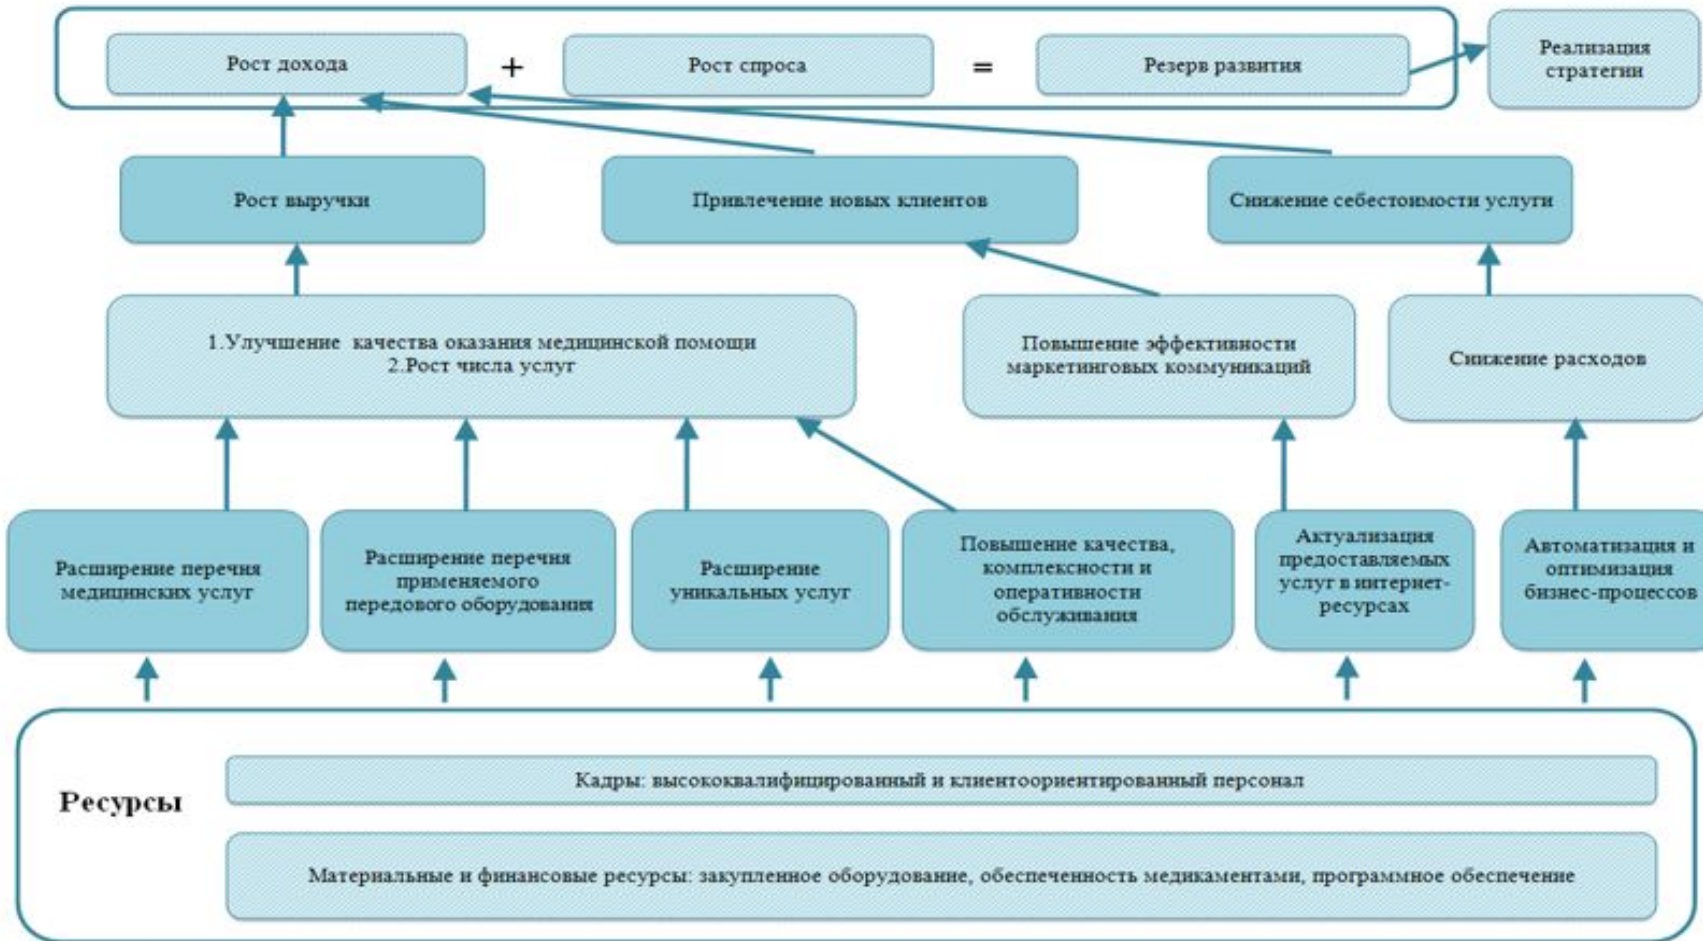 Рост дохода
+
Рост спроса
=
Резерв развития
Реализация
стратегии
Рост выручки
Привлечение новых клиентов
Снижение себестоимости услуги
1.Улучшение качества оказания медицинской помощи
2.Рост числа услуг
Повышение эффективности
маркетинговых коммуникаций
Снижение расходов
Расширение перечня
медицинских услуг
Расширение перечня
применяемого
передового оборудования
Расширение
уникальных услуг
Повышение качества,
комплексности и
оперативности
обслуживания
Актуализация
предоставляемых
услуг в интернет-
ресурсах
Автоматизация и
оптимизация
бизнес-процессов
Ресурсы
Кадры: высококвалифицированный и клиентоориентированный персонал
Материальные и финансовые ресурсы: закупленное оборудование, обеспеченность медикаментами, программное обеспечение